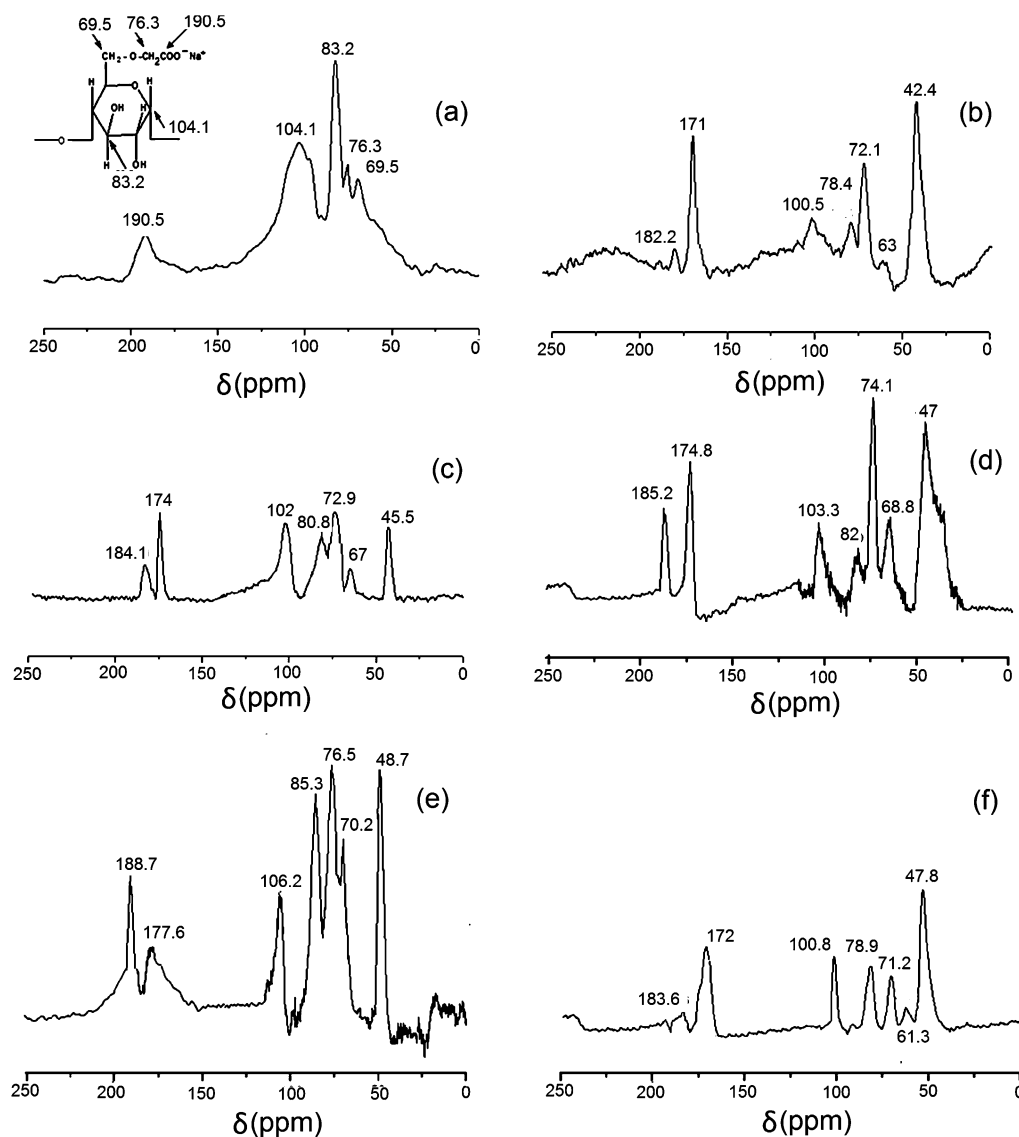 69.5 76.3 190.5
CH₂-O-CH₂COO⁻Na⁺
H O H
OH H
O 104.1
H OH
83.2
190.5
104.1
83.2
76.3
69.5
(a)
250 200 150 100 50 0
δ(ppm)
182.2
171
100.5
78.4
72.1
63
42.4
(b)
250 200 150 100 50 0
δ(ppm)
184.1
174
102
80.8
72.9
67
45.5
(c)
250 200 150 100 50 0
δ(ppm)
185.2
174.8
103.3
82
74.1
68.8
47
(d)
250 200 150 100 50 0
δ(ppm)
188.7
177.6
106.2
85.3
76.5
70.2
48.7
(e)
250 200 150 100 50 0
δ(ppm)
183.6
172
100.8
78.9
71.2
61.3
47.8
(f)
250 200 150 100 50 0
δ(ppm)